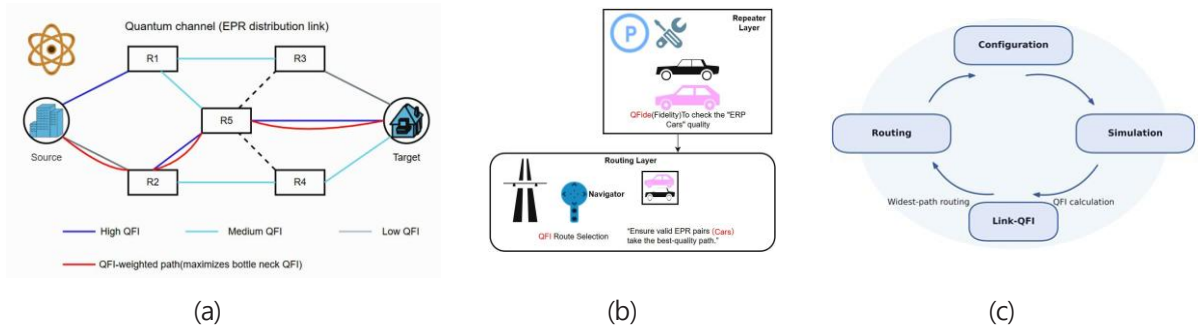 Quantum channel (EPR distribution link)
R1
R3
R5
Source
Target
R2
R4
High QFI
Medium QFI
Low QFI
QFI-weighted path(maximizes bottle neck QFI)
(a)
Repeater
Layer
P
QFide(Fidelity)To check the "ERP
Cars" quality
Routing Layer
Navigator
QFI Route Selection
"Ensure valid EPR pairs (Cars)
take the best-quality path."
(b)
Configuration
Routing
Simulation
Widest-path routing
QFI calculation
Link-QFI
(c)